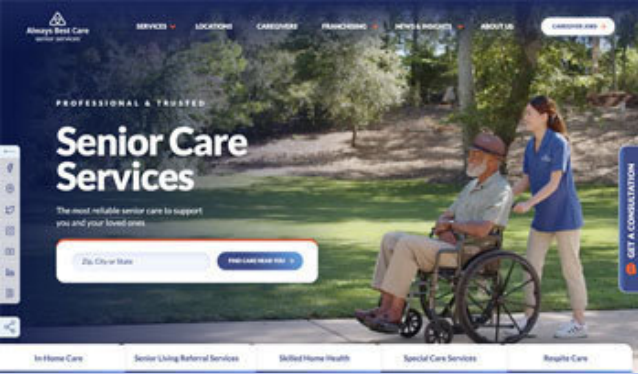 Always Best Care
senior services
SERVICES
LOCATIONS
CAREGIVERS
FRANCHISING
NEWS & INSIGHTS
ABOUT US
CAREGIVER JOBS
PROFESSIONAL & TRUSTED
Senior Care
Services
The most reliable senior care to support
you and your loved ones
Zip, City or State
FIND CARE NEAR YOU
GET A CONSULTATION
In-Home Care
Senior Living Referral Services
Skilled Home Health
Special Care Services
Respite Care